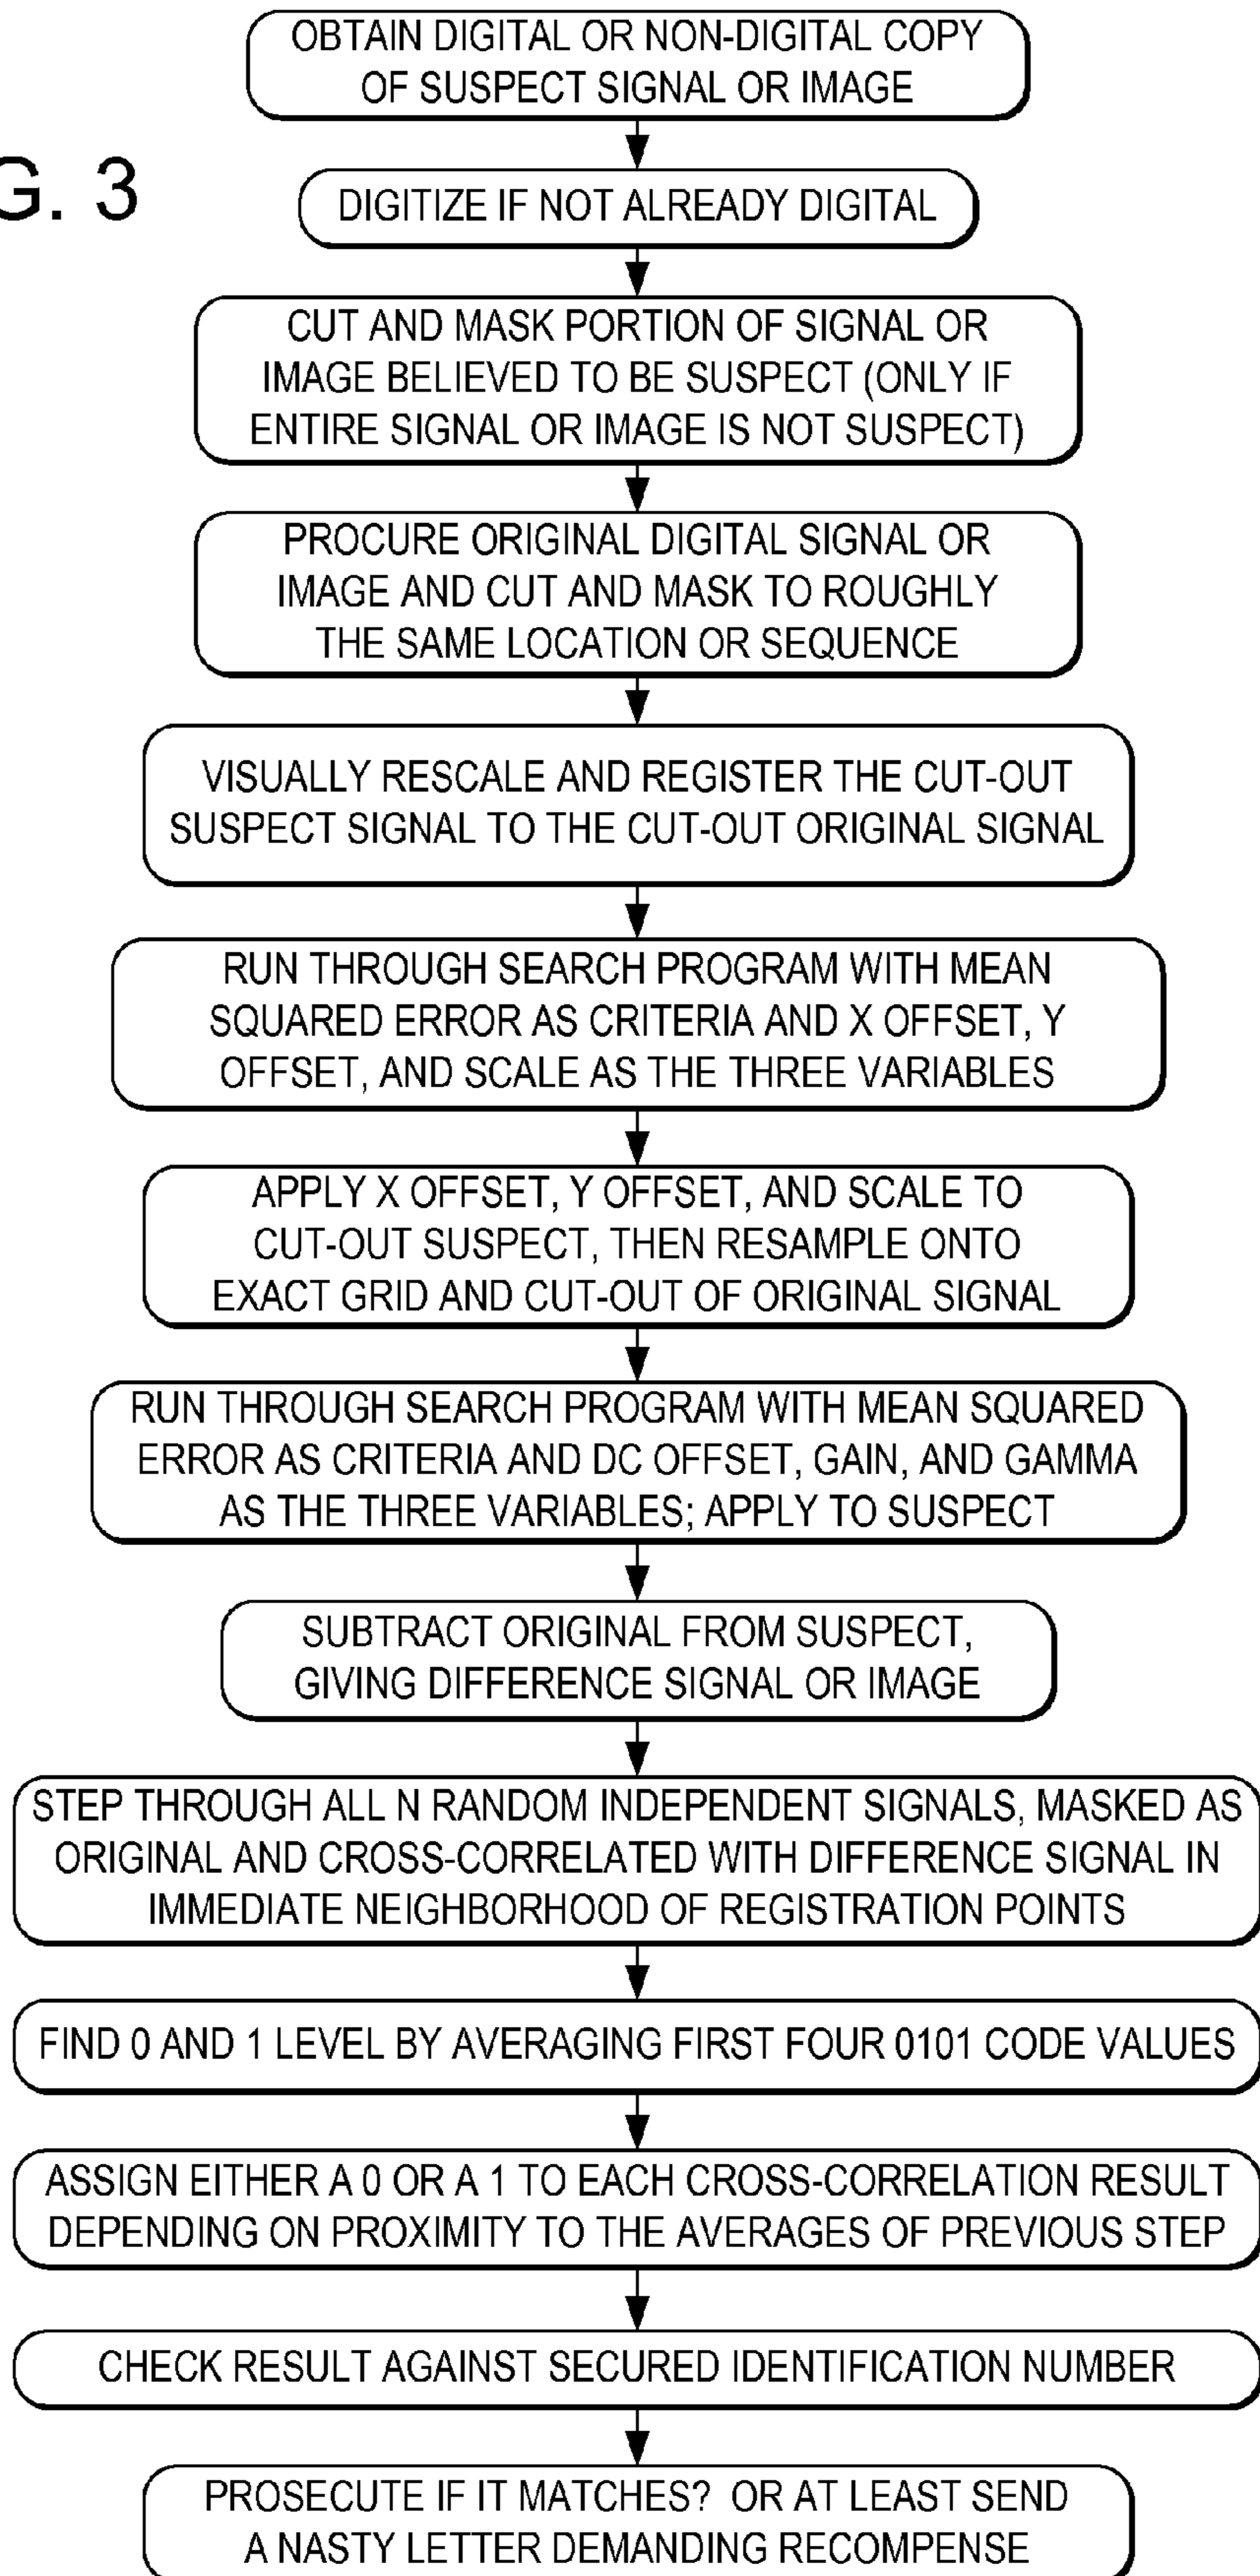 OBTAIN DIGITAL OR NON-DIGITAL COPY
OF SUSPECT SIGNAL OR IMAGE
G. 3
DIGITIZE IF NOT ALREADY DIGITAL
CUT AND MASK PORTION OF SIGNAL OR
IMAGE BELIEVED TO BE SUSPECT (ONLY IF
ENTIRE SIGNAL OR IMAGE IS NOT SUSPECT)
PROCURE ORIGINAL DIGITAL SIGNAL OR
IMAGE AND CUT AND MASK TO ROUGHLY
THE SAME LOCATION OR SEQUENCE
VISUALLY RESCALE AND REGISTER THE CUT-OUT
SUSPECT SIGNAL TO THE CUT-OUT ORIGINAL SIGNAL
RUN THROUGH SEARCH PROGRAM WITH MEAN
SQUARED ERROR AS CRITERIA AND X OFFSET, Y
OFFSET, AND SCALE AS THE THREE VARIABLES
APPLY X OFFSET, Y OFFSET, AND SCALE TO
CUT-OUT SUSPECT, THEN RESAMPLE ONTO
EXACT GRID AND CUT-OUT OF ORIGINAL SIGNAL
RUN THROUGH SEARCH PROGRAM WITH MEAN SQUARED
ERROR AS CRITERIA AND DC OFFSET, GAIN, AND GAMMA
AS THE THREE VARIABLES; APPLY TO SUSPECT
SUBTRACT ORIGINAL FROM SUSPECT,
GIVING DIFFERENCE SIGNAL OR IMAGE
STEP THROUGH ALL N RANDOM INDEPENDENT SIGNALS, MASKED AS
ORIGINAL AND CROSS-CORRELATED WITH DIFFERENCE SIGNAL IN
IMMEDIATE NEIGHBORHOOD OF REGISTRATION POINTS
FIND 0 AND 1 LEVEL BY AVERAGING FIRST FOUR 0101 CODE VALUES
ASSIGN EITHER A 0 OR A 1 TO EACH CROSS-CORRELATION RESULT
DEPENDING ON PROXIMITY TO THE AVERAGES OF PREVIOUS STEP
CHECK RESULT AGAINST SECURED IDENTIFICATION NUMBER
PROSECUTE IF IT MATCHES? OR AT LEAST SEND
A NASTY LETTER DEMANDING RECOMPENSE